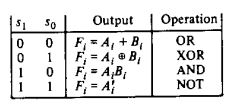 s₁ s₀ Output Operation
0 0 Fᵢ = Aᵢ + Bᵢ OR
0 1 Fᵢ = Aᵢ ⊕ Bᵢ XOR
1 0 Fᵢ = AᵢBᵢ AND
1 1 Fᵢ = Aᵢ′ NOT